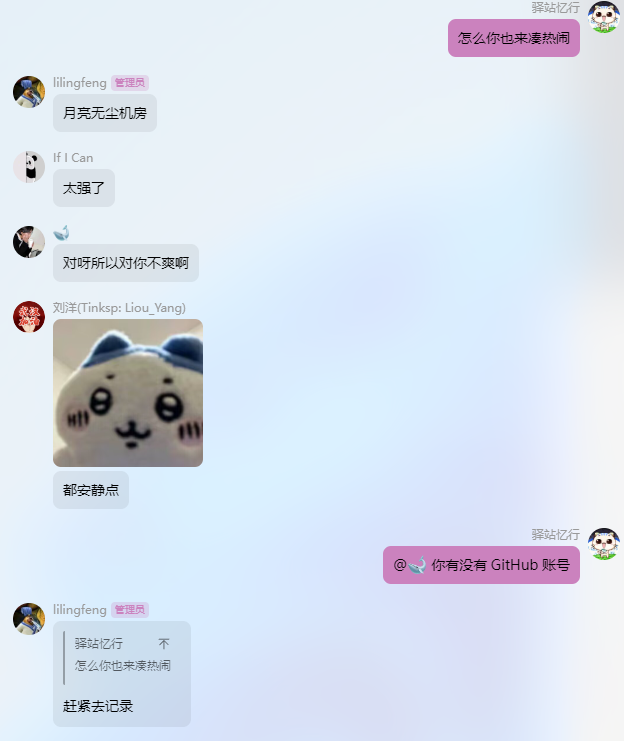 驿站忆行
怎么你也来凑热闹
lilingfeng 管理员
月亮无尘机房
If I Can
太强了
对呀所以对你不爽啊
刘洋(Tinksp: Liou_Yang)
都安静点
驿站忆行
@🐋 你有没有 GitHub 账号
lilingfeng 管理员
驿站忆行
怎么你也来凑热闹
赶紧去记录